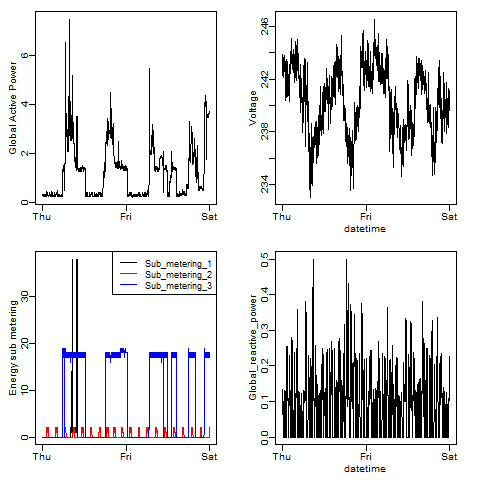 Global Active Power
6
4
2
0
Thu Fri Sat
Voltage
246
242
238
234
Thu Fri Sat
datetime
Energy sub metering
30
20
10
0
Sub_metering_1
Sub_metering_2
Sub_metering_3
Thu Fri Sat
Global_reactive_power
0.5
0.4
0.3
0.2
0.1
0.0
Thu Fri Sat
datetime